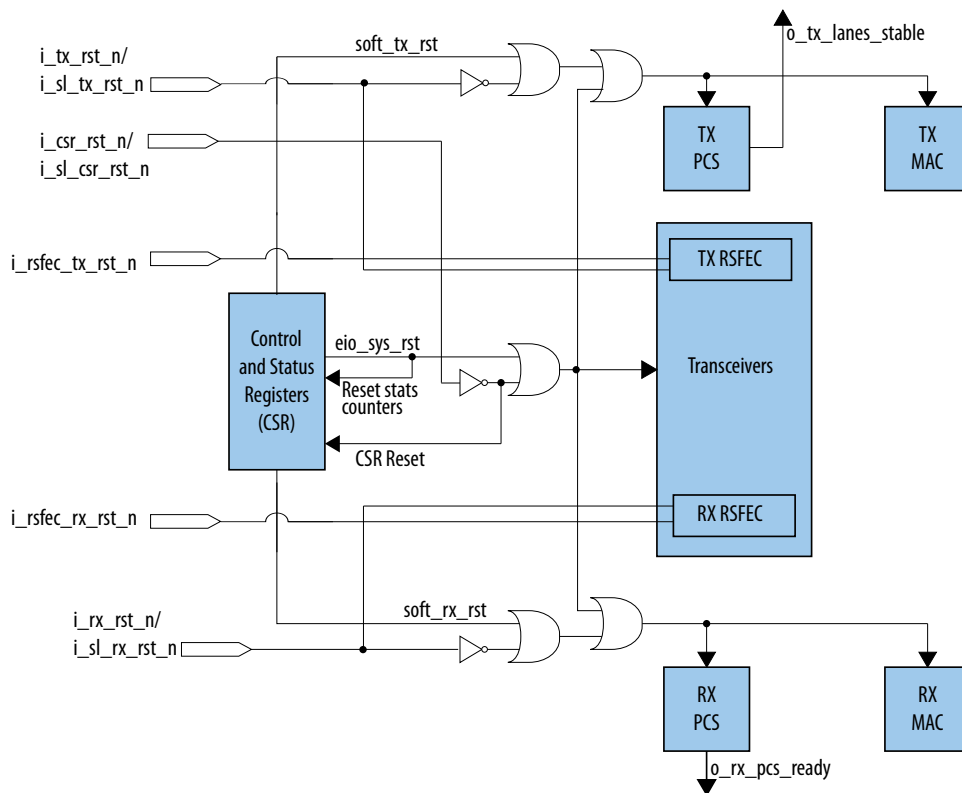 o_tx_lanes_stable
soft_tx_rst
i_tx_rst_n/
i_sl_tx_rst_n
i_csr_rst_n/
i_sl_csr_rst_n
TX
PCS
TX
MAC
i_rsfec_tx_rst_n
TX RSFEC
Control
and Status
Registers
(CSR)
eio_sys_rst
Reset stats
counters
CSR Reset
Transceivers
i_rsfec_rx_rst_n
RX RSFEC
soft_rx_rst
i_rx_rst_n/
i_sl_rx_rst_n
RX
PCS
RX
MAC
o_rx_pcs_ready